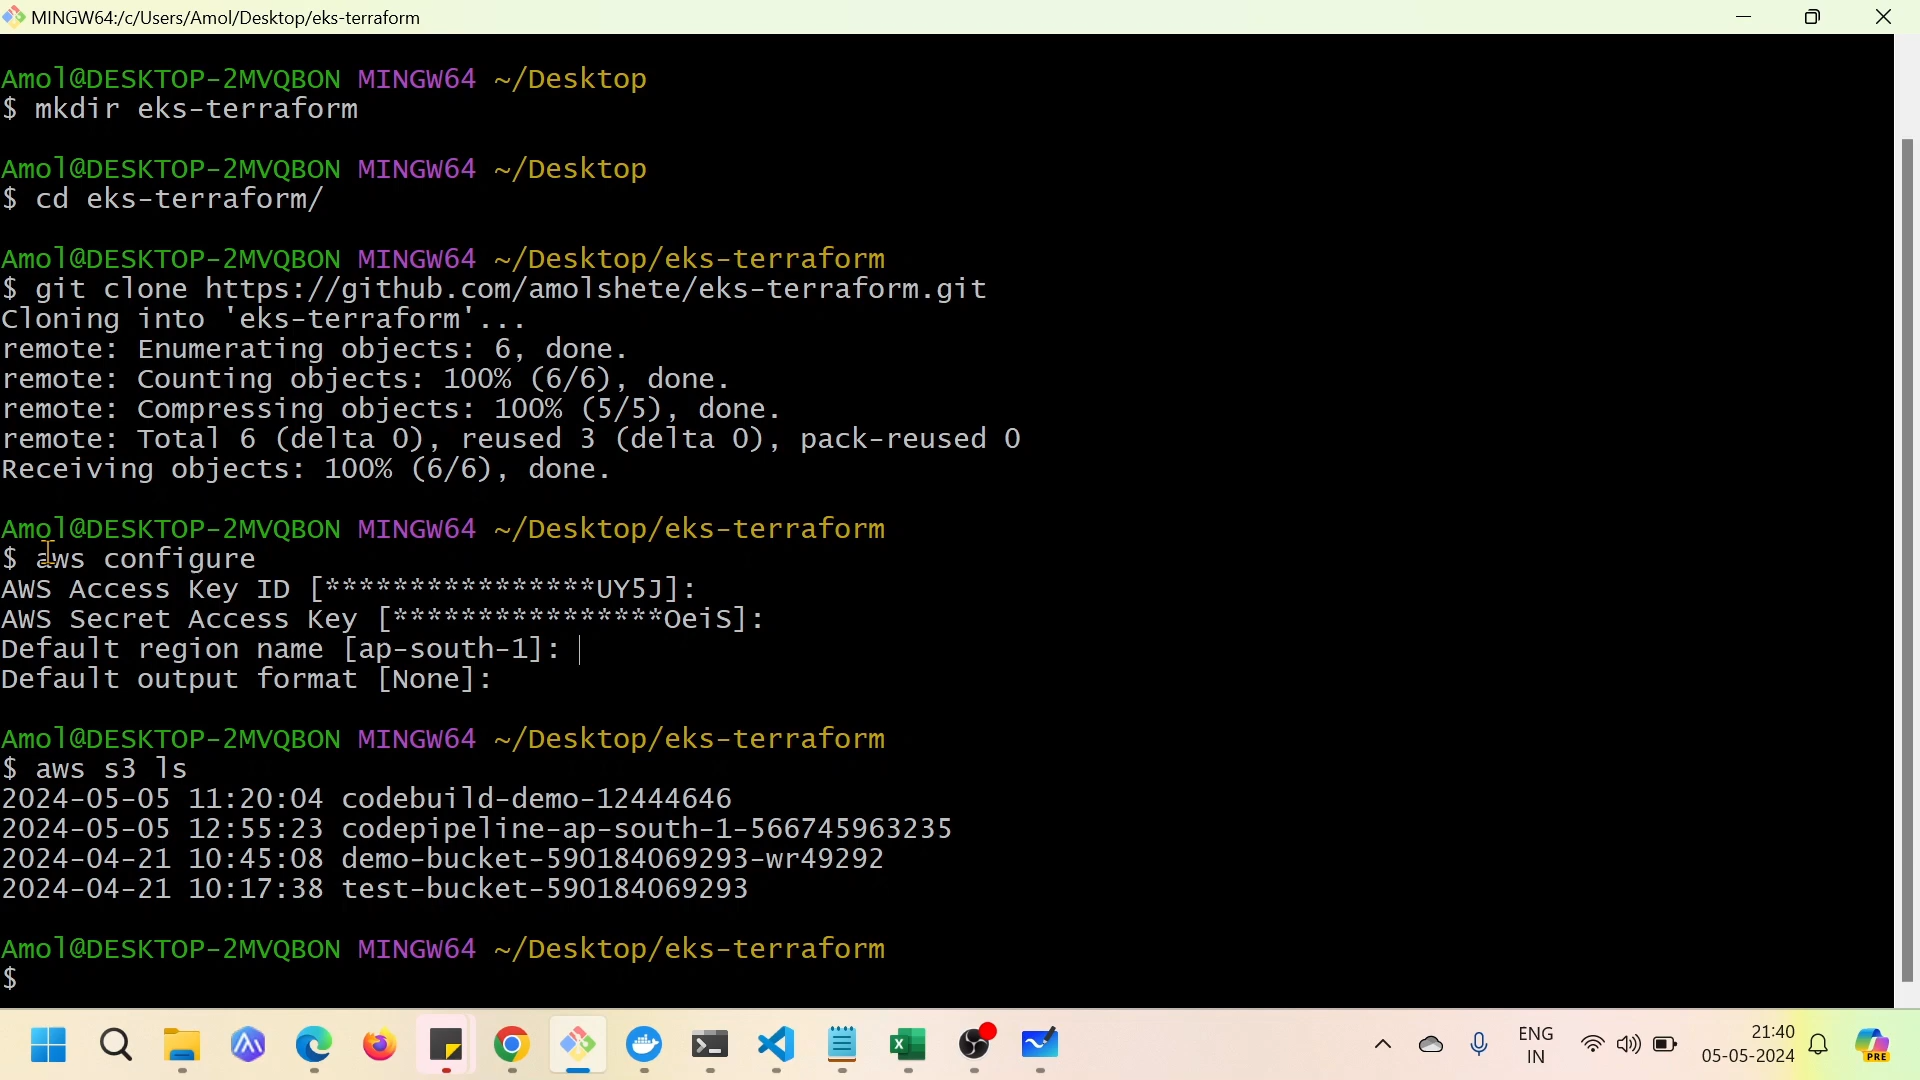 MINGW64:/c/Users/Amol/Desktop/eks-terraform
Amol@DESKTOP-2MVQBON MINGW64 ~/Desktop
$ mkdir eks-terraform
Amol@DESKTOP-2MVQBON MINGW64 ~/Desktop
$ cd eks-terraform/
Amol@DESKTOP-2MVQBON MINGW64 ~/Desktop/eks-terraform
$ git clone https://github.com/amolshete/eks-terraform.git
Cloning into 'eks-terraform'...
remote: Enumerating objects: 6, done.
remote: Counting objects: 100% (6/6), done.
remote: Compressing objects: 100% (5/5), done.
remote: Total 6 (delta 0), reused 3 (delta 0), pack-reused 0
Receiving objects: 100% (6/6), done.
Amol@DESKTOP-2MVQBON MINGW64 ~/Desktop/eks-terraform
$ aws configure
AWS Access Key ID [****************UY5J]:
AWS Secret Access Key [****************OeiS]:
Default region name [ap-south-1]:
Default output format [None]:
Amol@DESKTOP-2MVQBON MINGW64 ~/Desktop/eks-terraform
$ aws s3 ls
2024-05-05 11:20:04 codebuild-demo-12444646
2024-05-05 12:55:23 codepipeline-ap-south-1-566745963235
2024-04-21 10:45:08 demo-bucket-590184069293-wr49292
2024-04-21 10:17:38 test-bucket-590184069293
Amol@DESKTOP-2MVQBON MINGW64 ~/Desktop/eks-terraform
$
ENG
IN
21:40
05-05-2024
PRE